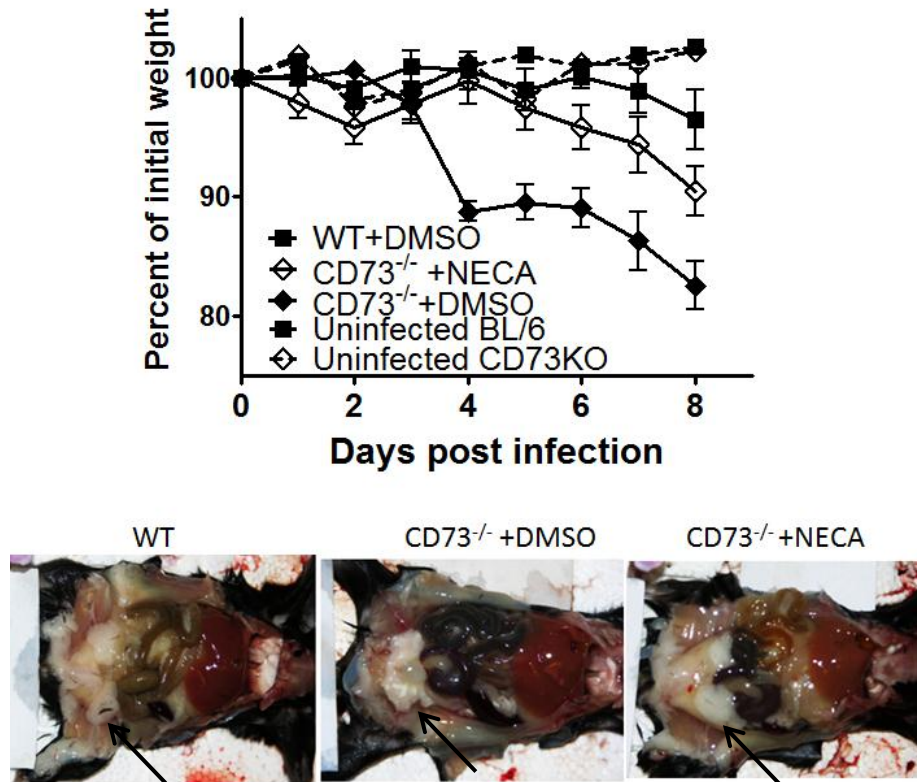 Percent of initial weight
100
90
80
WT+DMSO
CD73-/- +NECA
CD73-/-+DMSO
Uninfected BL/6
Uninfected CD73KO
0 2 4 6 8
Days post infection
WT CD73-/- +DMSO CD73-/- +NECA